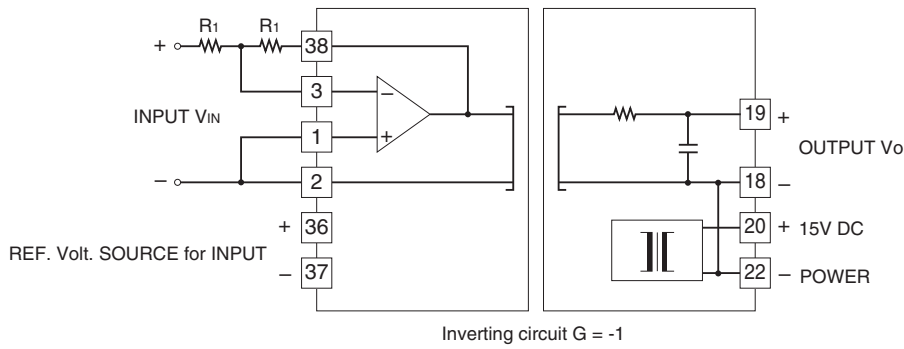 R1 R1
+ 38
3 −
INPUT VIN
1 +
− 2
+ 36
REF. Volt. SOURCE for INPUT
− 37
19 +
OUTPUT Vo
18 −
20 + 15V DC
22 − POWER
Inverting circuit G = -1